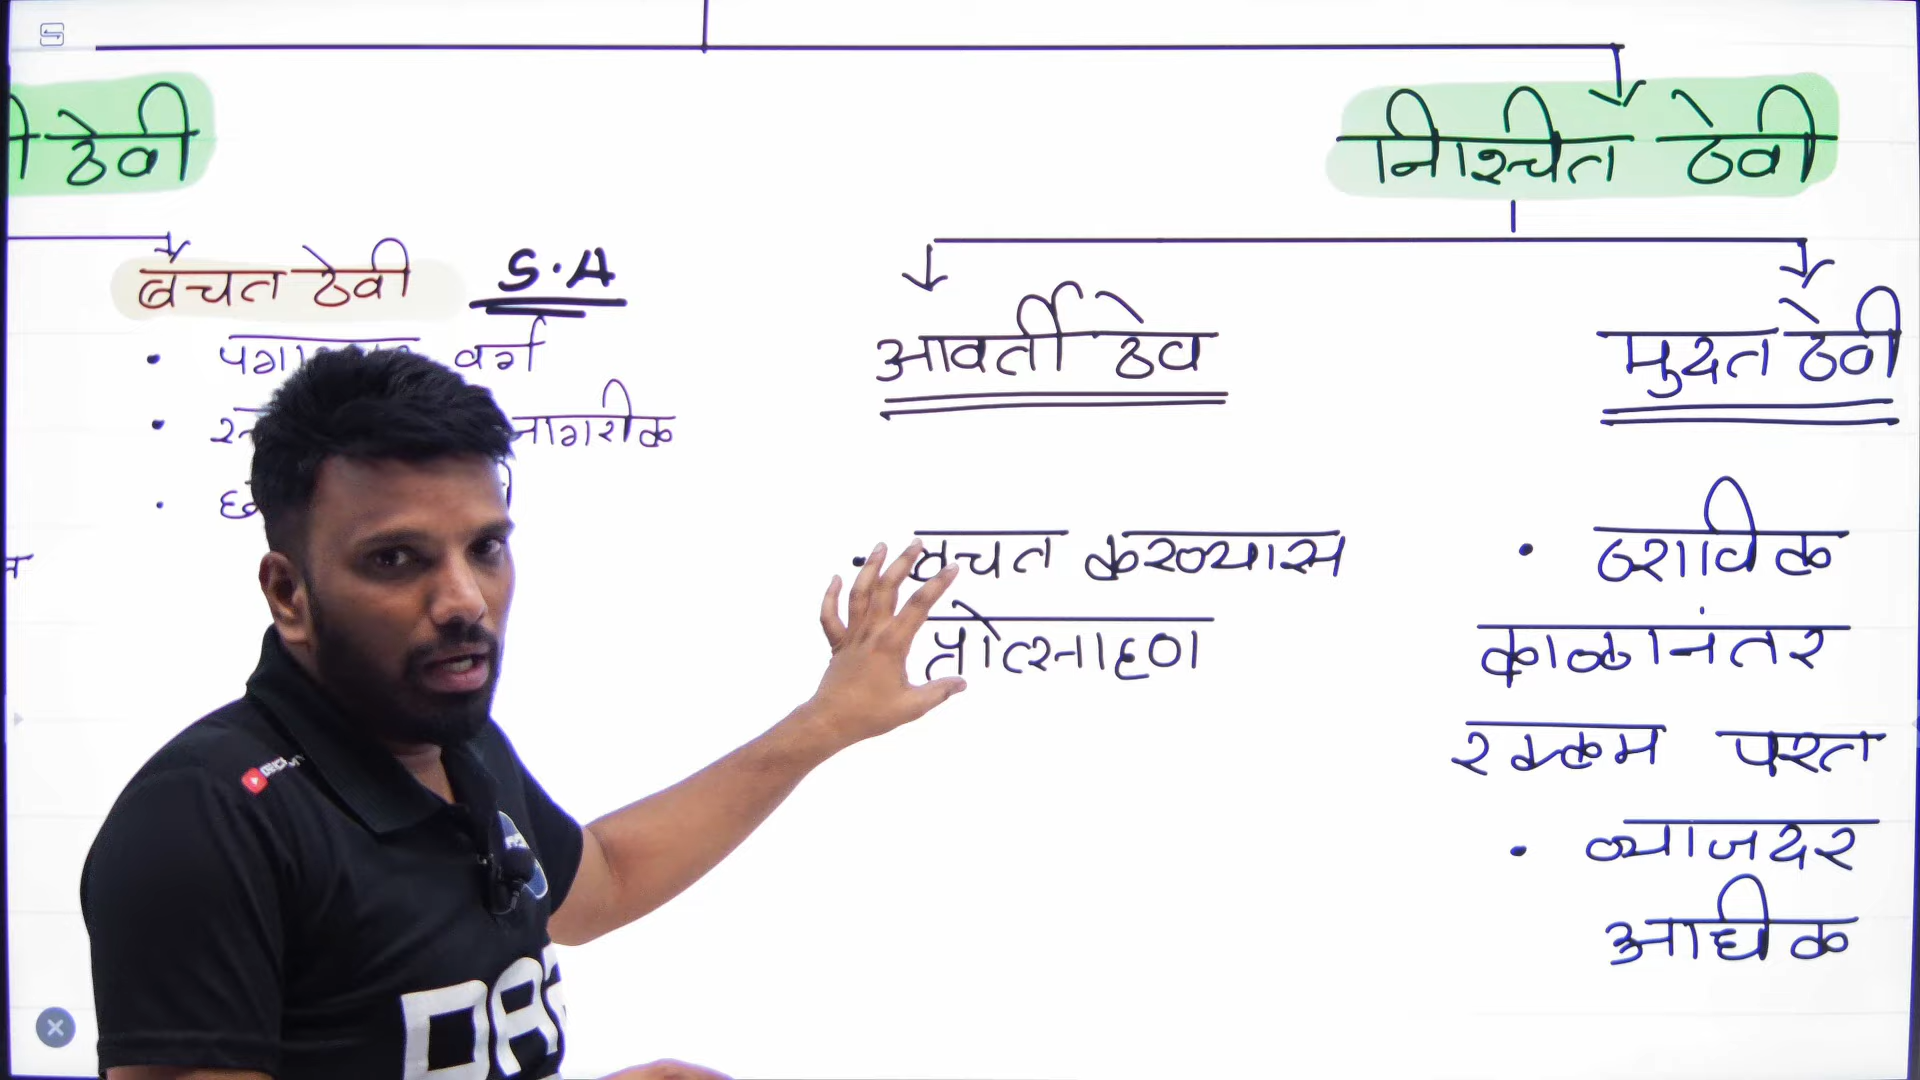 ठेवी
निश्चित ठेवी
बचत ठेवी S.A
वर्ग
नागरीक
आवर्ती ठेव
बचत करण्यास
प्रोत्साहण
मुदत ठेवी
ठराविक
काळानंतर
रक्कम परत
व्याजदर
आधीक